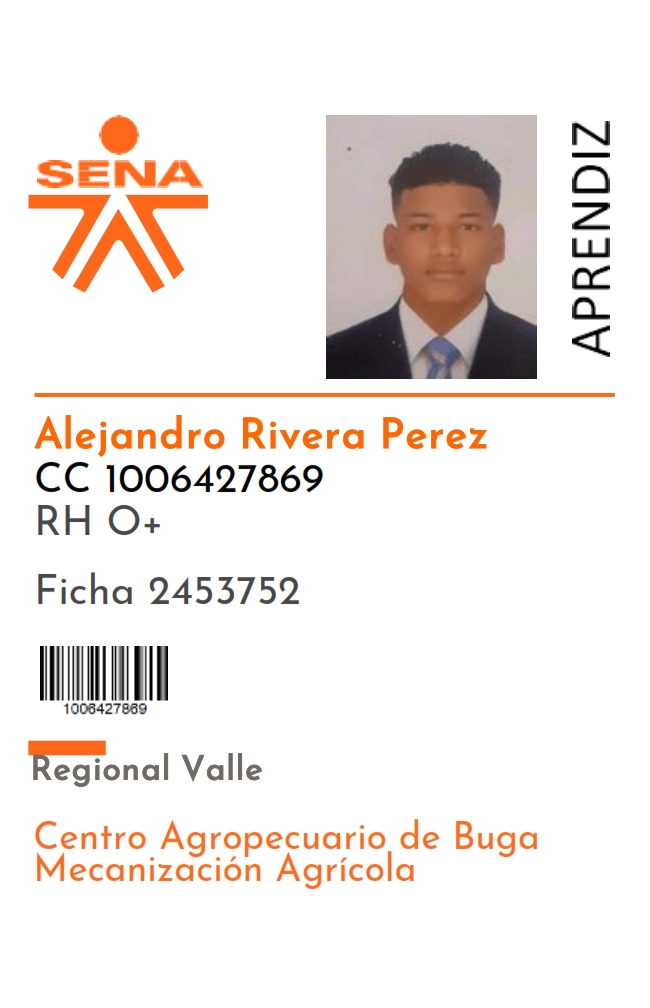 SENA
APRENDIZ
Alejandro Rivera Perez
CC 1006427869
RH O+
Ficha 2453752
1006427869
Regional Valle
Centro Agropecuario de Buga
Mecanización Agrícola